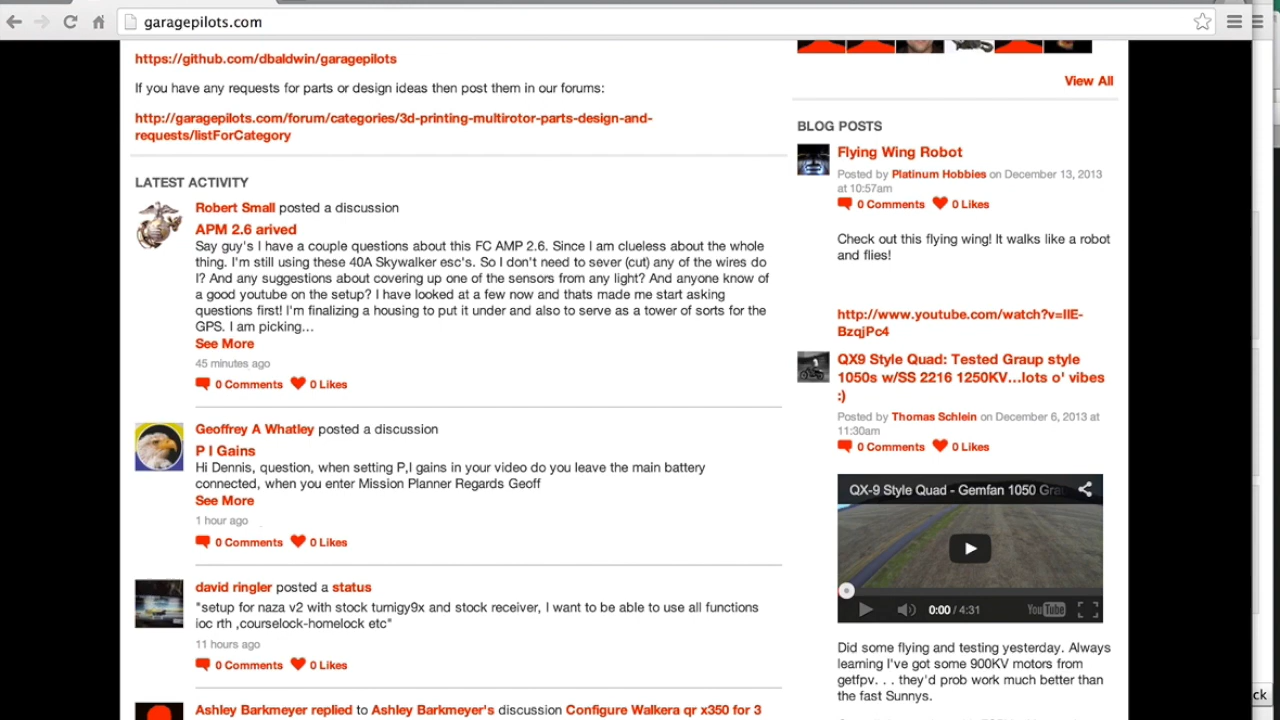 garagepilots.com
https://github.com/dbaldwin/garagepilots
If you have any requests for parts or design ideas then post them in our forums:
http://garagepilots.com/forum/categories/3d-printing-multirotor-parts-design-and-
requests/listForCategory
LATEST ACTIVITY
Robert Small posted a discussion
APM 2.6 arived
Say guy's I have a couple questions about this FC AMP 2.6. Since I am clueless about the whole
thing. I'm still using these 40A Skywalker esc's. So I don't need to sever (cut) any of the wires do
I? And any suggestions about covering up one of the sensors from any light? And anyone know of
a good youtube on the setup? I have looked at a few now and thats made me start asking
questions first! I'm finalizing a housing to put it under and also to serve as a tower of sorts for the
GPS. I am picking...
See More
45 minutes ago
0 Comments 0 Likes
Geoffrey A Whatley posted a discussion
P I Gains
Hi Dennis, question, when setting P,I gains in your video do you leave the main battery
connected, when you enter Mission Planner Regards Geoff
See More
1 hour ago
0 Comments 0 Likes
david ringler posted a status
"setup for naza v2 with stock turnigy9x and stock receiver, I want to be able to use all functions
ioc rth ,courselock-homelock etc"
11 hours ago
0 Comments 0 Likes
Ashley Barkmeyer replied to Ashley Barkmeyer's discussion Configure Walkera qr x350 for 3
View All
BLOG POSTS
Flying Wing Robot
Posted by Platinum Hobbies on December 13, 2013
at 10:57am
0 Comments 0 Likes
Check out this flying wing! It walks like a robot
and flies!
http://www.youtube.com/watch?v=IIE-
BzqjPc4
QX9 Style Quad: Tested Graup style
1050s w/SS 2216 1250KV...lots o' vibes
:)
Posted by Thomas Schlein on December 6, 2013 at
11:30am
0 Comments 0 Likes
QX-9 Style Quad - Gemfan 1050 Gra
0:00 / 4:31
YouTube
Did some flying and testing yesterday. Always
learning I've got some 900KV motors from
getfpv. . . they'd prob work much better than
the fast Sunnys.
ck